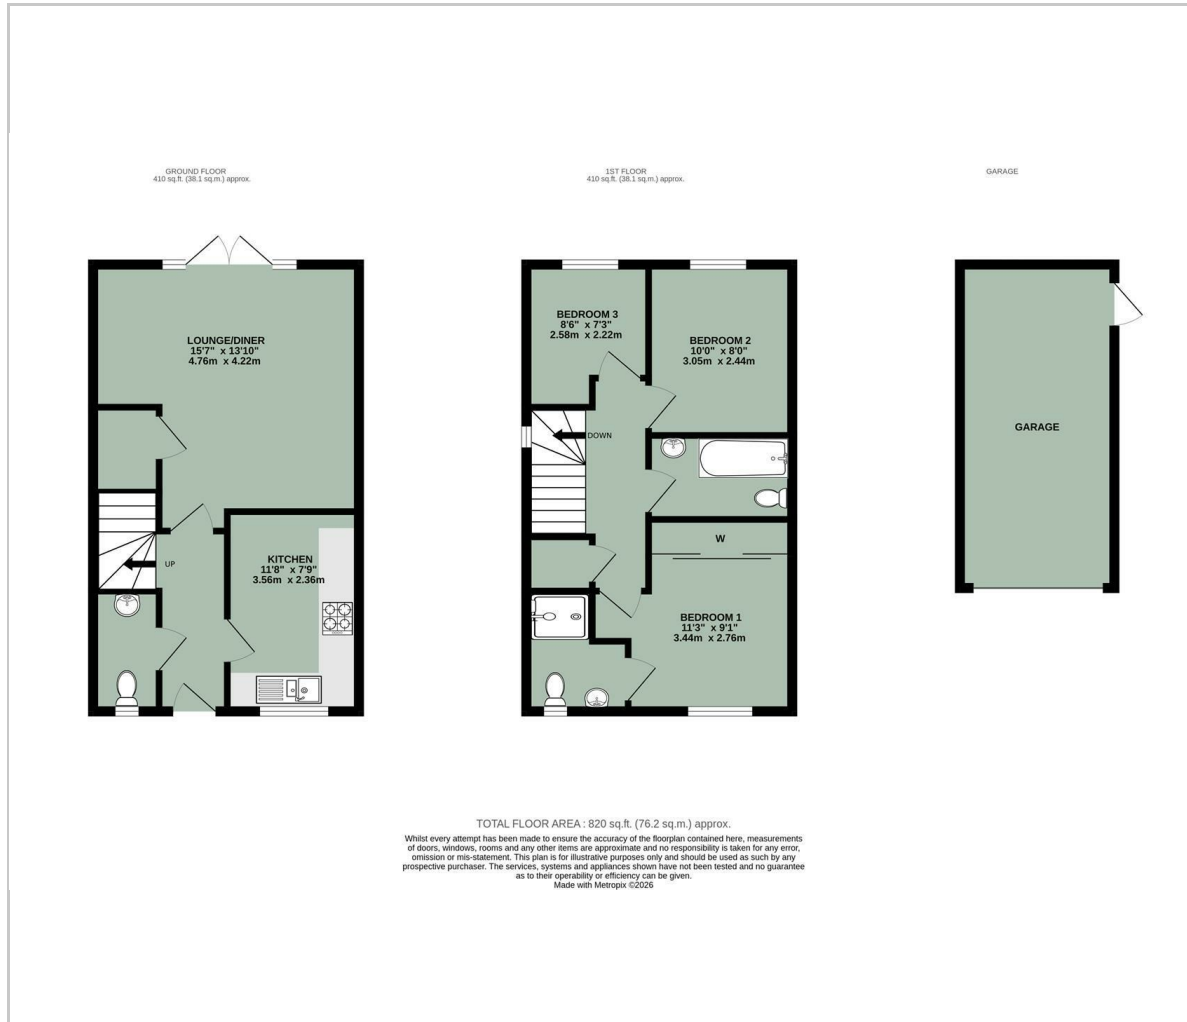 GROUND FLOOR
410 sq.ft. (38.1 sq.m.) approx.
1ST FLOOR
410 sq.ft. (38.1 sq.m.) approx.
GARAGE
LOUNGE/DINER
15'7" x 13'10"
4.76m x 4.22m
UP
KITCHEN
11'8" x 7'9"
3.56m x 2.36m
BEDROOM 3
8'6" x 7'3"
2.58m x 2.22m
BEDROOM 2
10'0" x 8'0"
3.05m x 2.44m
DOWN
W
BEDROOM 1
11'3" x 9'1"
3.44m x 2.76m
GARAGE
TOTAL FLOOR AREA : 820 sq.ft. (76.2 sq.m.) approx.
Whilst every attempt has been made to ensure the accuracy of the floorplan contained here, measurements
of doors, windows, rooms and any other items are approximate and no responsibility is taken for any error,
omission or mis-statement. This plan is for illustrative purposes only and should be used as such by any
prospective purchaser. The services, systems and appliances shown have not been tested and no guarantee
as to their operability or efficiency can be given.
Made with Metropix ©2026